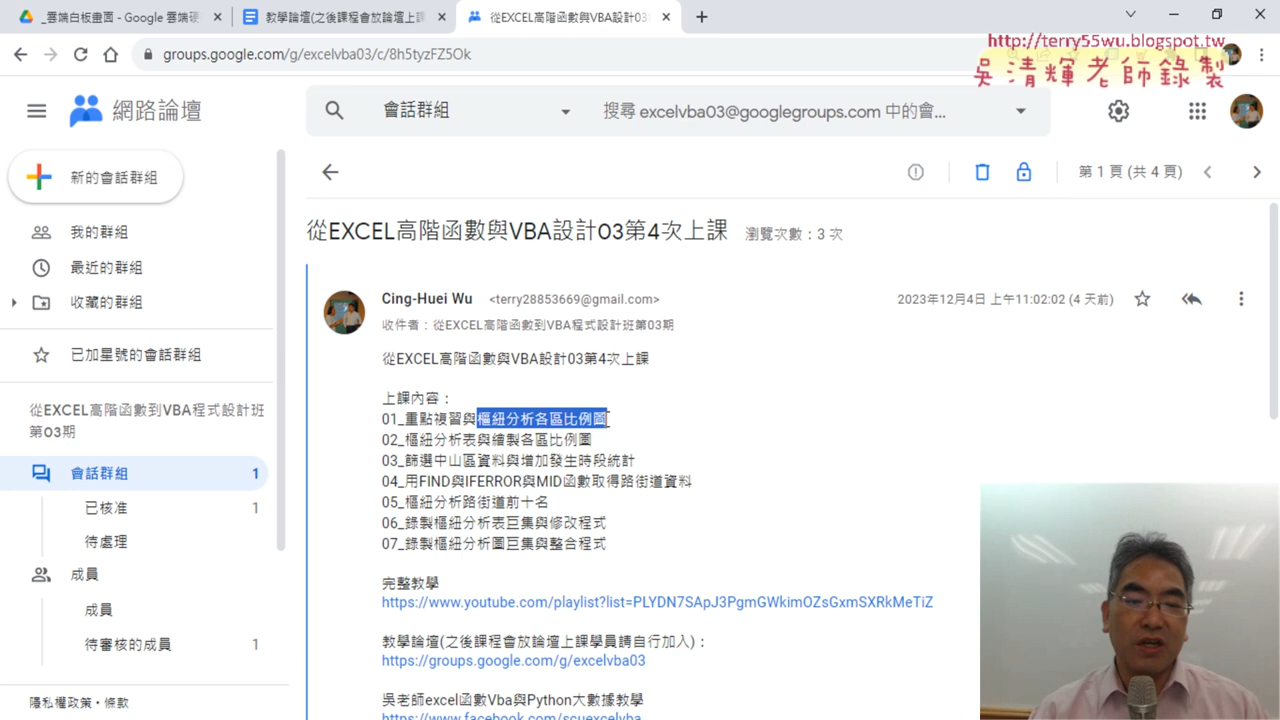 _雲端白板畫面 - Google 雲端硬
教學論壇(之後課程會放論壇上課
從EXCEL高階函數與VBA設計03
groups.google.com/g/excelvba03/c/8h5tyzFZ5Ok
http://terry55wu.blogspot.tw
吳清輝老師錄製
網路論壇
會話群組
搜尋 excelvba03@googlegroups.com 中的會...
新的會話群組
第 1 頁 (共 4 頁)
我的群組
最近的群組
收藏的群組
已加星號的會話群組
從EXCEL高階函數到VBA程式設計班
第03期
會話群組 1
已核准 1
待處理
成員
成員
待審核的成員 1
隱私權政策 • 條款
從EXCEL高階函數與VBA設計03第4次上課 瀏覽次數：3 次
Cing-Huei Wu <terry28853669@gmail.com>
2023年12月4日 上午11:02:02 (4 天前)
收件者：從EXCEL高階函數到VBA程式設計班第03期
從EXCEL高階函數與VBA設計03第4次上課
上課內容：
01_重點複習與樞紐分析各區比例圖
02_樞紐分析表與繪製各區比例圖
03_篩選中山區資料與增加發生時段統計
04_用FIND與IFERROR與MID函數取得路街道資料
05_樞紐分析路街道前十名
06_錄製樞紐分析表巨集與修改程式
07_錄製樞紐分析圖巨集與整合程式
完整教學
https://www.youtube.com/playlist?list=PLYDN7SApJ3PgmGWkimOZsGxmSXRkMeTiZ
教學論壇(之後課程會放論壇上課學員請自行加入)：
https://groups.google.com/g/excelvba03
吳老師excel函數Vba與Python大數據教學
https://www.facebook.com/scuexcelvba